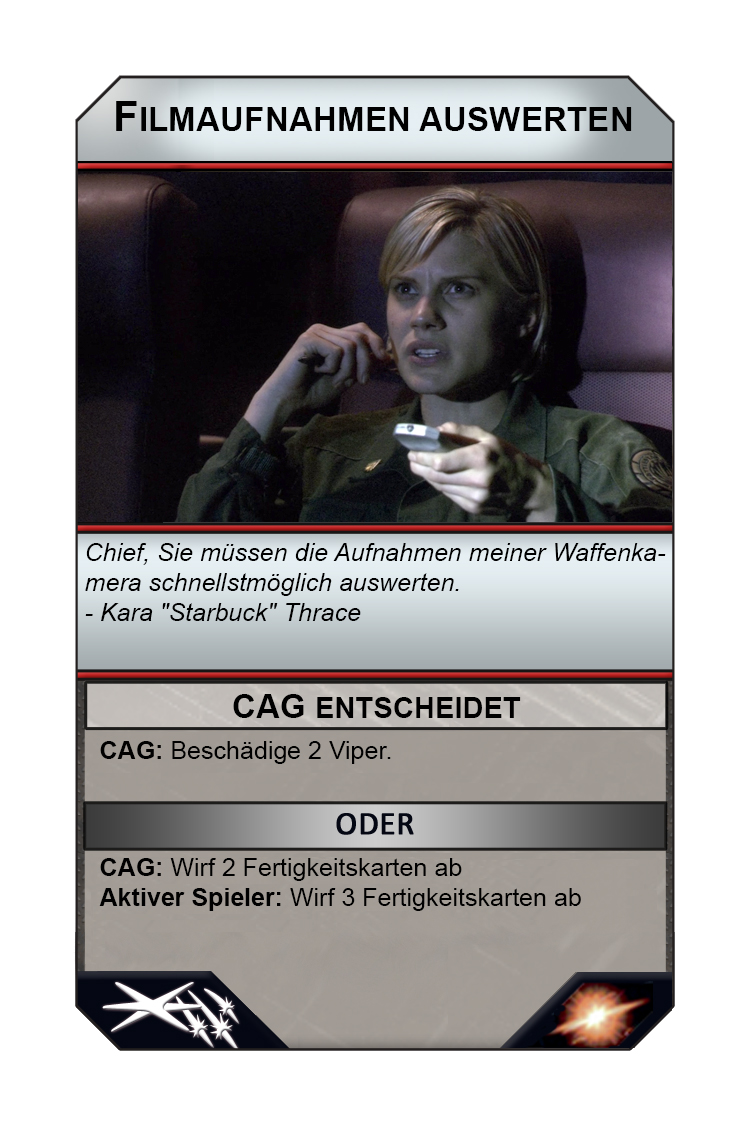 Filmaufnahmen auswerten
Chief, Sie müssen die Aufnahmen meiner Waffenka-
mera schnellstmöglich auswerten.
- Kara "Starbuck" Thrace
CAG entscheidet
CAG: Beschädige 2 Viper.
ODER
CAG: Wirf 2 Fertigkeitskarten ab
Aktiver Spieler: Wirf 3 Fertigkeitskarten ab